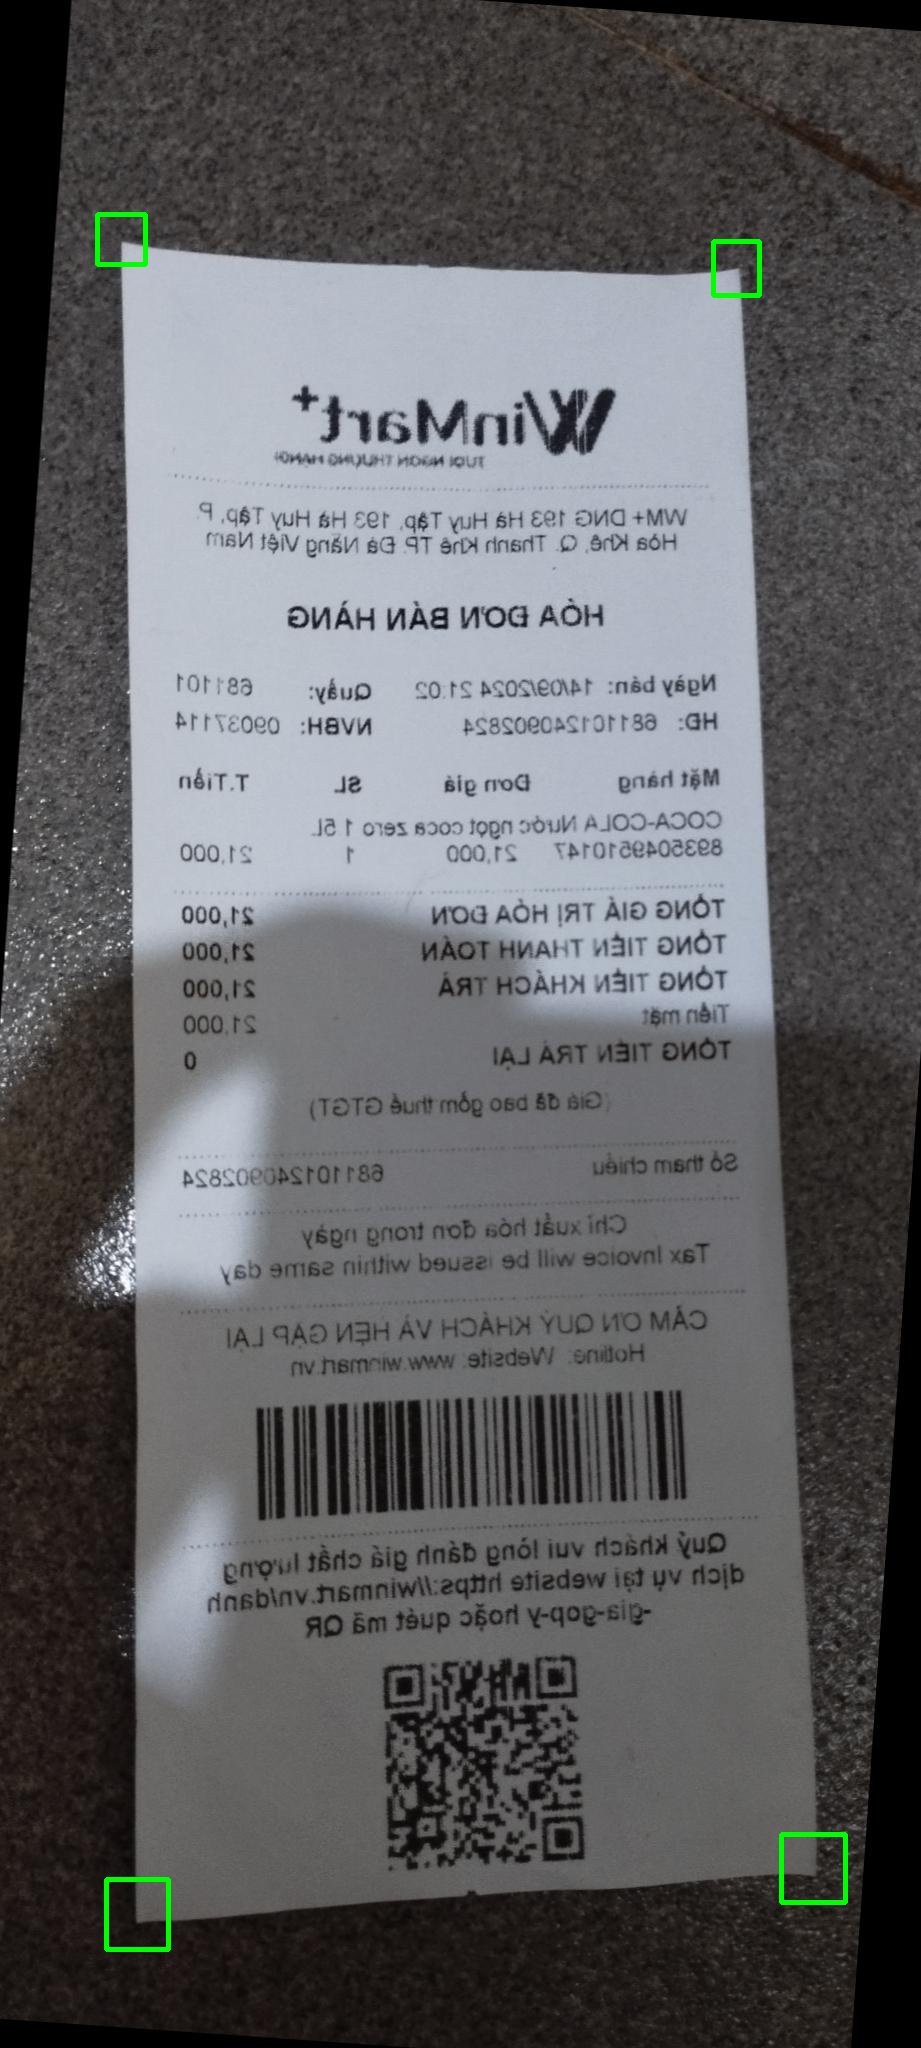 WinMart+
TƯƠI NGON THƯỢNG HẠNG!
WM+ DNG 193 Hà Huy Tập, 193 Hà Huy Tập, P.
Hòa Khê, Q. Thanh Khê TP. Đà Nẵng Việt Nam
HÓA ĐƠN BÁN HÀNG
Ngày bán: 14/09/2024 21:02 Quầy: 681101
HĐ: 68110124090282​4 NVBH: 09037114
Mặt hàng Đơn giá SL T.Tiền
COCA-COLA Nước ngọt coca zero 1.5L
8935049510147 21,000 1 21,000
TỔNG GIÁ TRỊ HÓA ĐƠN 21,000
TỔNG TIỀN THANH TOÁN 21,000
TỔNG TIỀN KHÁCH TRẢ 21,000
Tiền mặt 21,000
TỔNG TIỀN TRẢ LẠI 0
(Giá đã bao gồm thuế GTGT)
Số tham chiếu 681101240902824
Chỉ xuất hóa đơn trong ngày
Tax Invoice will be issued within same day
CẢM ƠN QUÝ KHÁCH VÀ HẸN GẶP LẠI
Hotline: Website: www.winmart.vn
Quý khách vui lòng đánh giá chất lượng
dịch vụ tại website https://winmart.vn/danh
-gia-gop-y hoặc quét mã QR